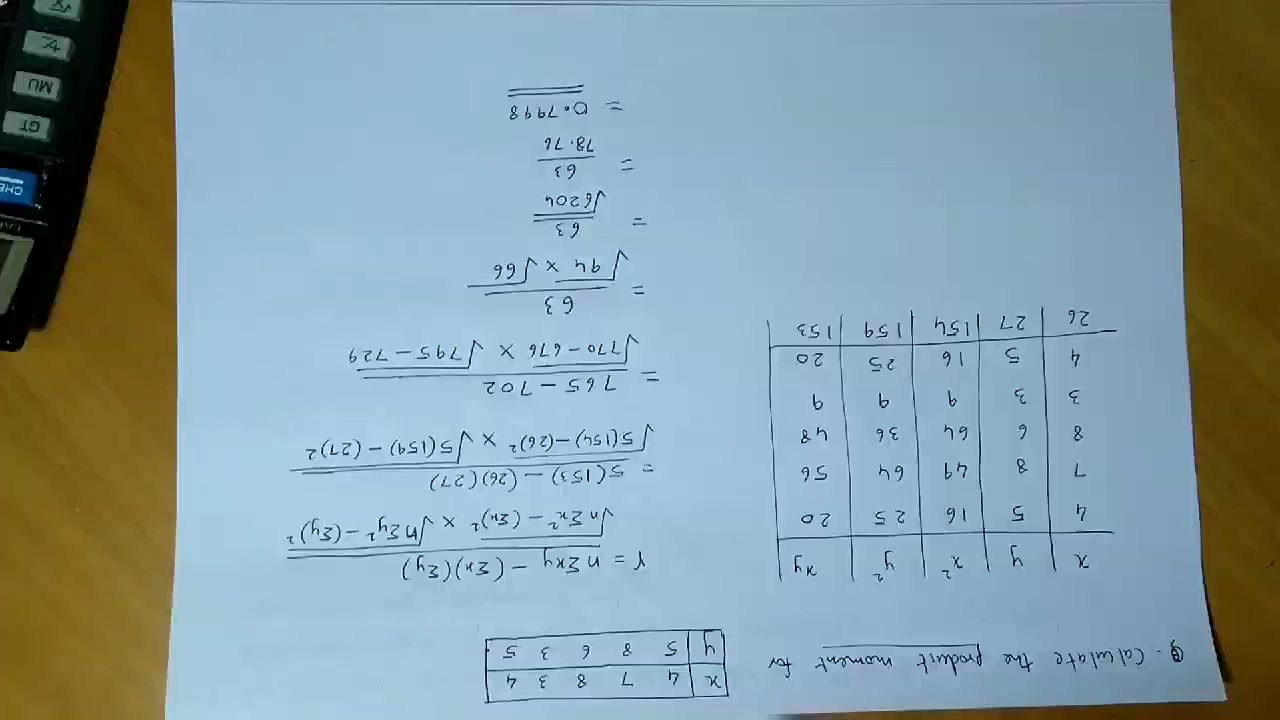 Q. Calculate the product moment for
x 4 7 8 3 4
y 5 8 6 3 5
x y x² y² xy
4 5 16 25 20
7 8 49 64 56
8 6 64 36 48
3 3 9 9 9
4 5 16 25 20
26 27 154 159 153
r = nΣxy - (Σx)(Σy)
√nΣx² - (Σx)² × √nΣy² - (Σy)²
= 5(153) - (26)(27)
√5(154) - (26)² × √5(159) - (27)²
= 765 - 702
√770 - 676 × √795 - 729
= 63
√94 × √66
= 63
√6204
= 63
78.76
= 0.7998
GT
MU
CHE